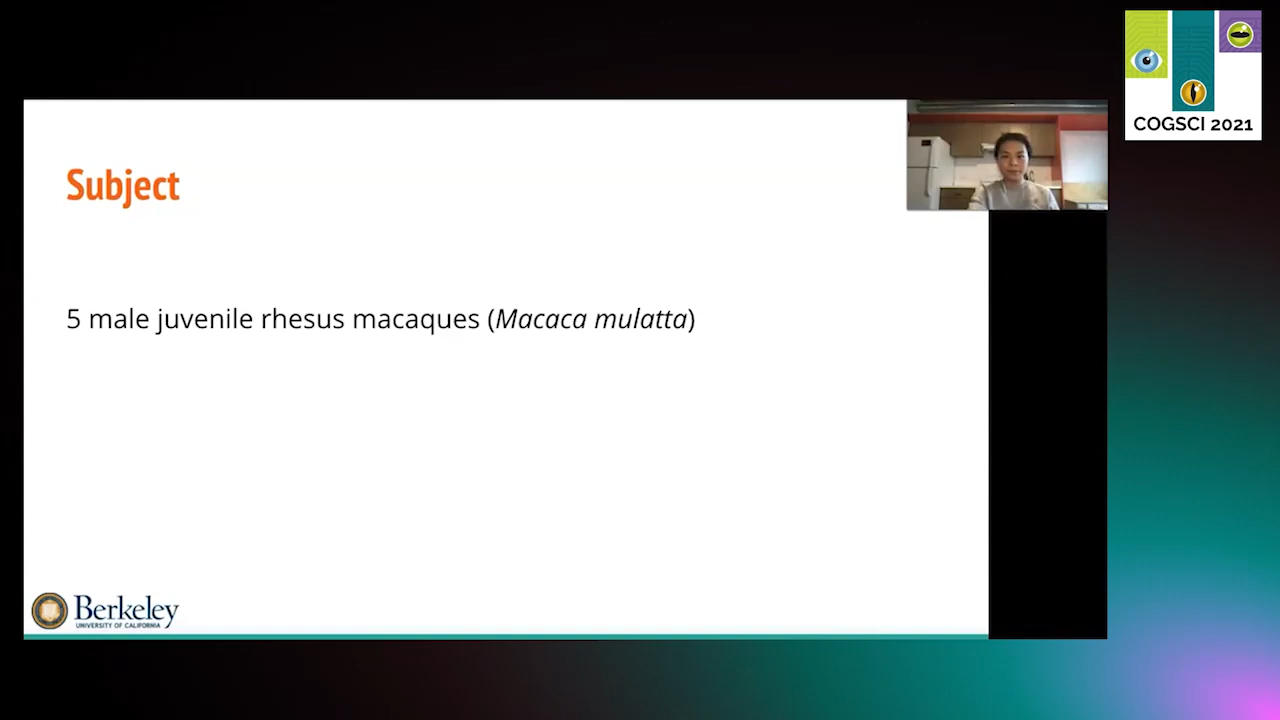 COGSCI 2021
Subject
5 male juvenile rhesus macaques (Macaca mulatta)
Berkeley
UNIVERSITY OF CALIFORNIA